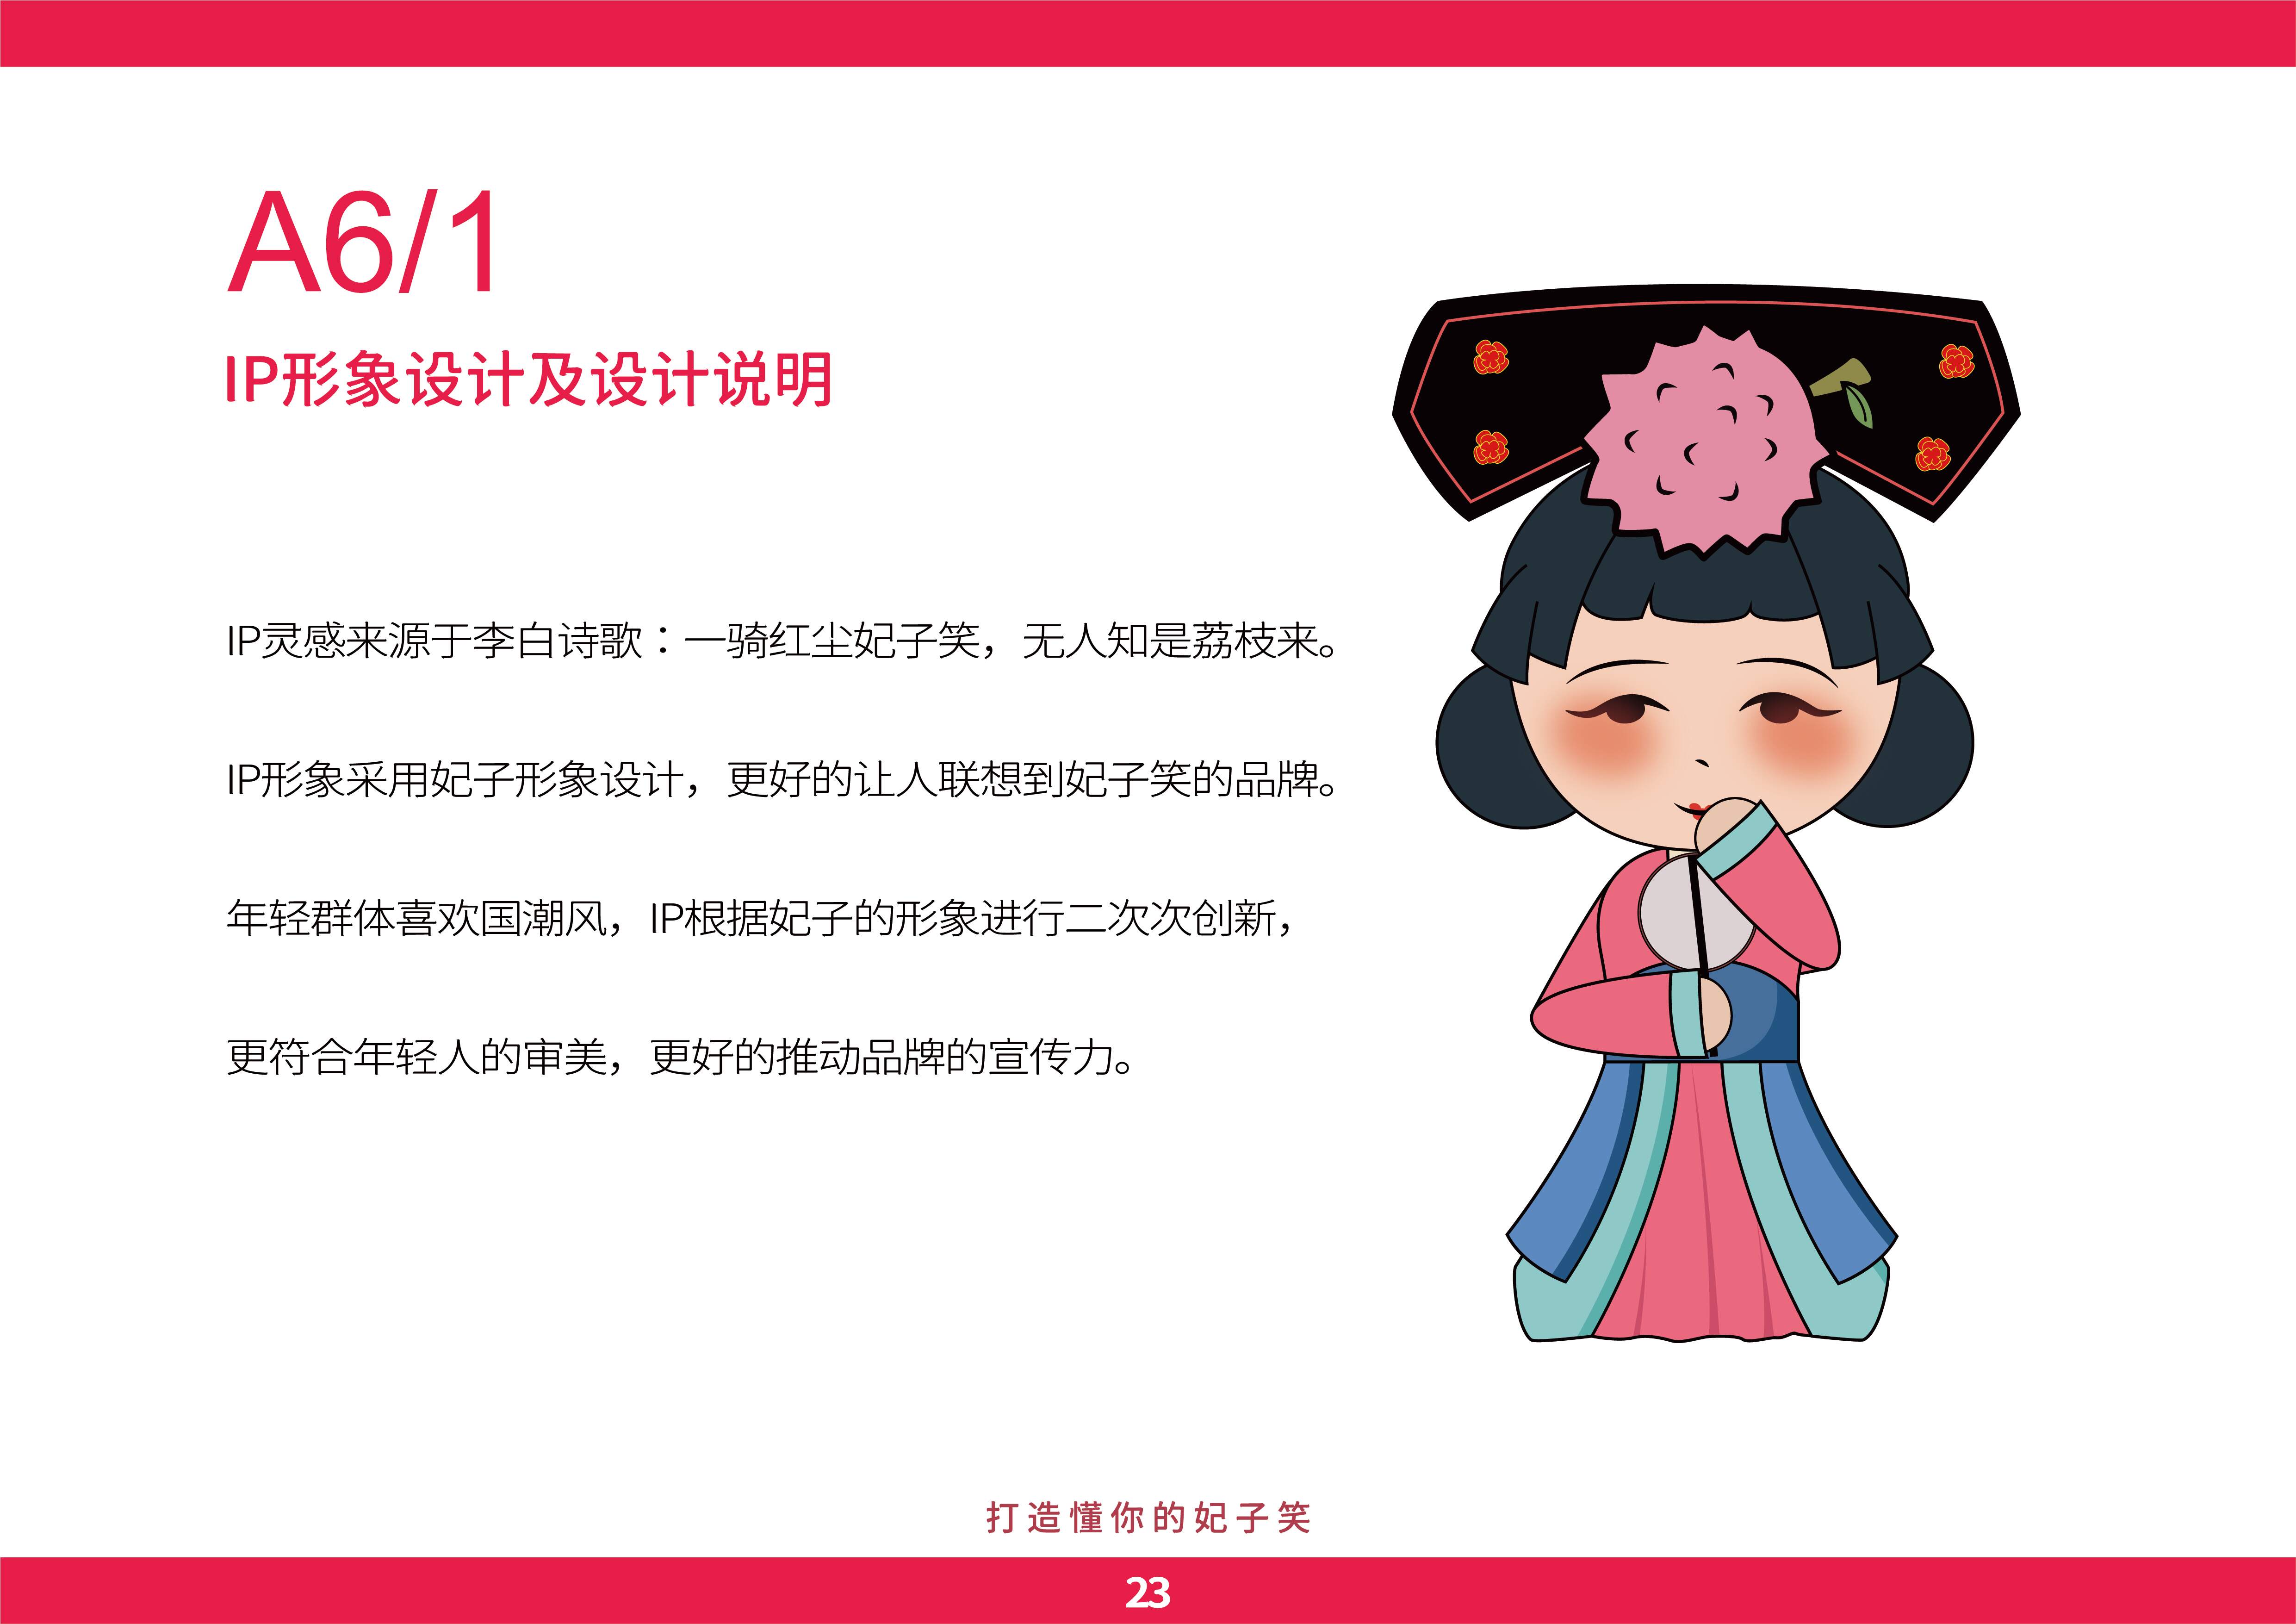 A6/1
IP形象设计及设计说明
IP灵感来源于李白诗歌：一骑红尘妃子笑，无人知是荔枝来。
IP形象采用妃子形象设计，更好的让人联想到妃子笑的品牌。
年轻群体喜欢国潮风，IP根据妃子的形象进行二次次创新，
更符合年轻人的审美，更好的推动品牌的宣传力。
打造懂你的妃子笑
23